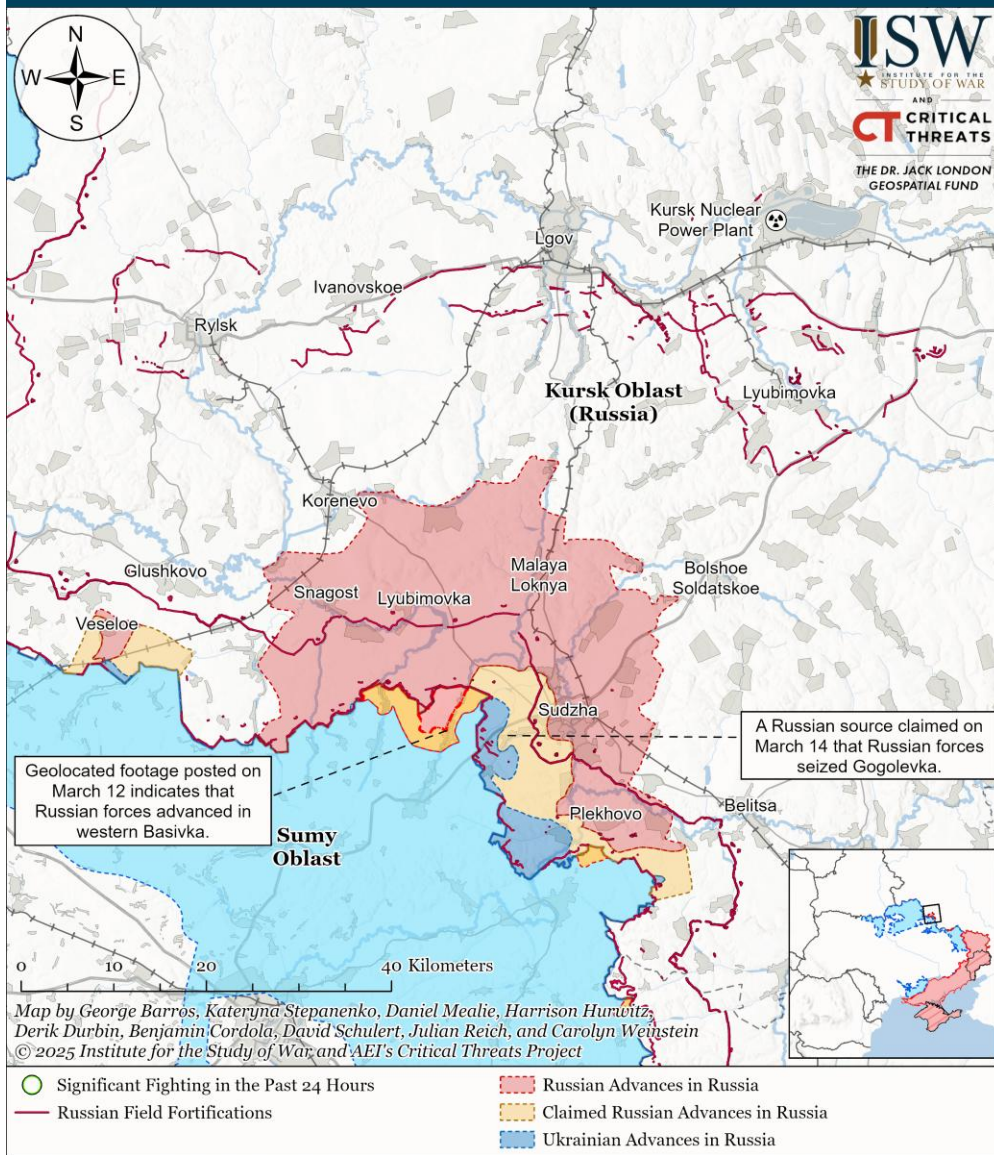 N
W
E
S
ISW
INSTITUTE FOR THE
STUDY OF WAR
AND
CT CRITICAL
THREATS
THE DR. JACK LONDON
GEOSPATIAL FUND
Kursk Nuclear
Power Plant
Lgov
Ivanovskoe
Rylsk
Kursk Oblast
(Russia)
Lyubimovka
Korenevo
Glushkovo
Snagost
Lyubimovka
Malaya
Loknya
Bolshoe
Soldatskoe
Veseloe
Sudzha
A Russian source claimed on
March 14 that Russian forces
seized Gogolevka.
Geolocated footage posted on
March 12 indicates that
Russian forces advanced in
western Basivka.
Belitsa
Plekhovo
Sumy
Oblast
0 10 20 40 Kilometers
Map by George Barros, Kateryna Stepanenko, Daniel Mealie, Harrison Hurwitz,
Derik Durbin, Benjamin Cordola, David Schulert, Julian Reich, and Carolyn Weinstein
© 2025 Institute for the Study of War and AEI's Critical Threats Project
Significant Fighting in the Past 24 Hours
Russian Field Fortifications
Russian Advances in Russia
Claimed Russian Advances in Russia
Ukrainian Advances in Russia